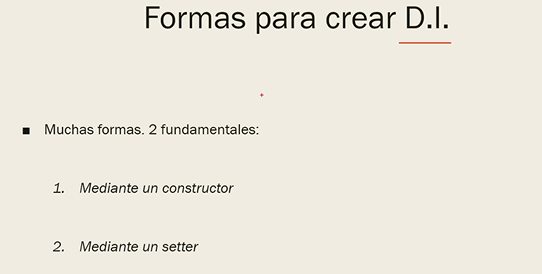 Formas para crear D.I.
■ Muchas formas. 2 fundamentales:
1. Mediante un constructor
2. Mediante un setter